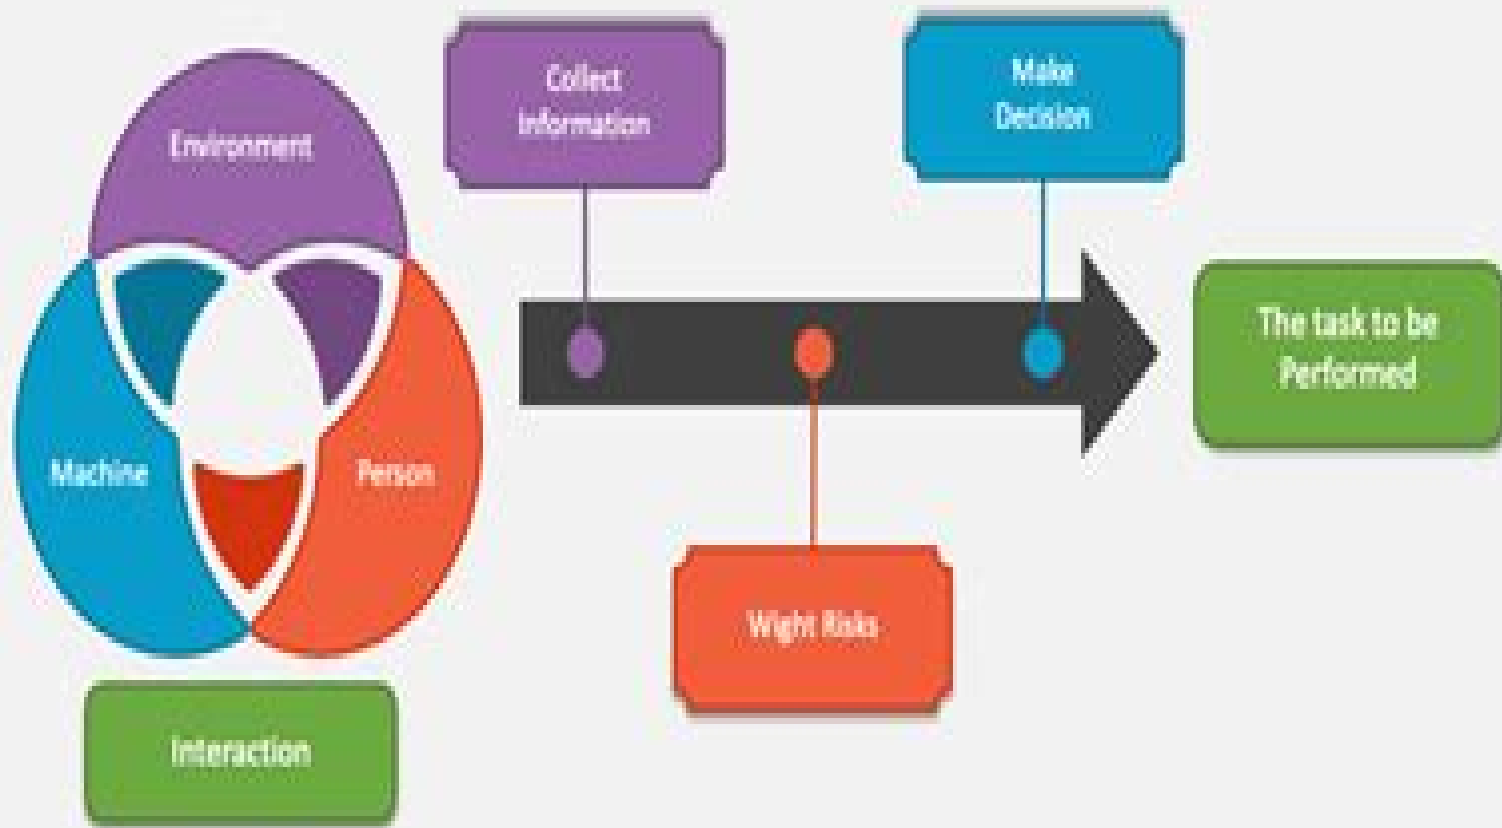 Environment
Machine
Person
Interaction
Collect
Information
Wight Risks
Make
Decision
The task to be
Performed